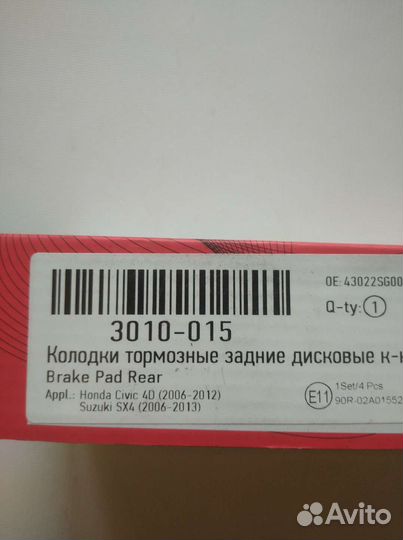 OE: 43022SG00
Q-ty: 1
3010-015
Колодки тормозные задние дисковые к-
Brake Pad Rear
Appl.: Honda Civic 4D (2006-2012)
Suzuki SX4 (2006-2013)
E11
1Set/4 Pcs
90R-02A01552
Avito